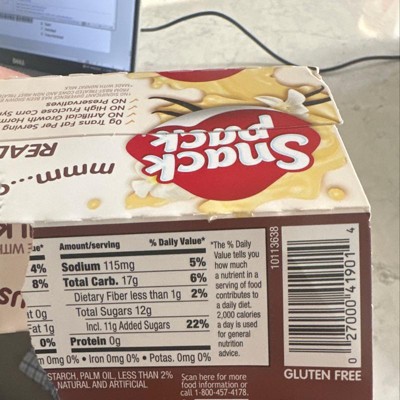 Snack
pack
REAL
mmm...
0g Trans Fat Per Serving
NO High Fructose Corn
NO Preservatives
Amount/serving % Daily Value*
Sodium 115mg 5%
Total Carb. 17g 6%
Dietary Fiber less than 1g 2%
Total Sugars 12g
Incl. 11g Added Sugars 22%
Protein 0g
0mg 0% • Iron 0mg 0% • Potas. 0mg 0%
4%
8%
0g
Fat 1g
0%
*The % Daily
Value tells you
how much
a nutrient in a
serving of food
contributes to
a daily diet.
2,000 calories
a day is used
for general
nutrition
advice.
10113638
0 27000 41901 4
GLUTEN FREE
STARCH, PALM OIL, LESS THAN 2%
NATURAL AND ARTIFICIAL
Scan here for more
food information or
call 1-800-457-4178.
WITH